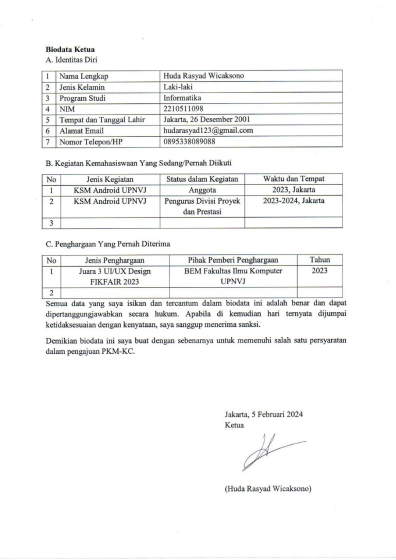 Biodata Ketua
A. Identitas Diri
1 Nama Lengkap Huda Rasyad Wicaksono
2 Jenis Kelamin Laki-laki
3 Program Studi Informatika
4 NIM 2210511098
5 Tempat dan Tanggal Lahir Jakarta, 26 Desember 2001
6 Alamat Email hudarasyad123@gmail.com
7 Nomor Telepon/HP 0895338089088
B. Kegiatan Kemahasiswaan Yang Sedang/Pernah Diikuti
No Jenis Kegiatan Status dalam Kegiatan Waktu dan Tempat
1 KSM Android UPNVJ Anggota 2023, Jakarta
2 KSM Android UPNVJ Pengurus Divisi Proyek 2023-2024, Jakarta
dan Prestasi
3
C. Penghargaan Yang Pernah Diterima
No Jenis Penghargaan Pihak Pemberi Penghargaan Tahun
1 Juara 3 UI/UX Design BEM Fakultas Ilmu Komputer 2023
FIKFAIR 2023 UPNVJ
2
Semua data yang saya isikan dan tercantum dalam biodata ini adalah benar dan dapat
dipertanggungjawabkan secara hukum. Apabila di kemudian hari ternyata dijumpai
ketidaksesuaian dengan kenyataan, saya sanggup menerima sanksi.
Demikian biodata ini saya buat dengan sebenarnya untuk memenuhi salah satu persyaratan
dalam pengajuan PKM-KC.
Jakarta, 5 Februari 2024
Ketua
(Huda Rasyad Wicaksono)